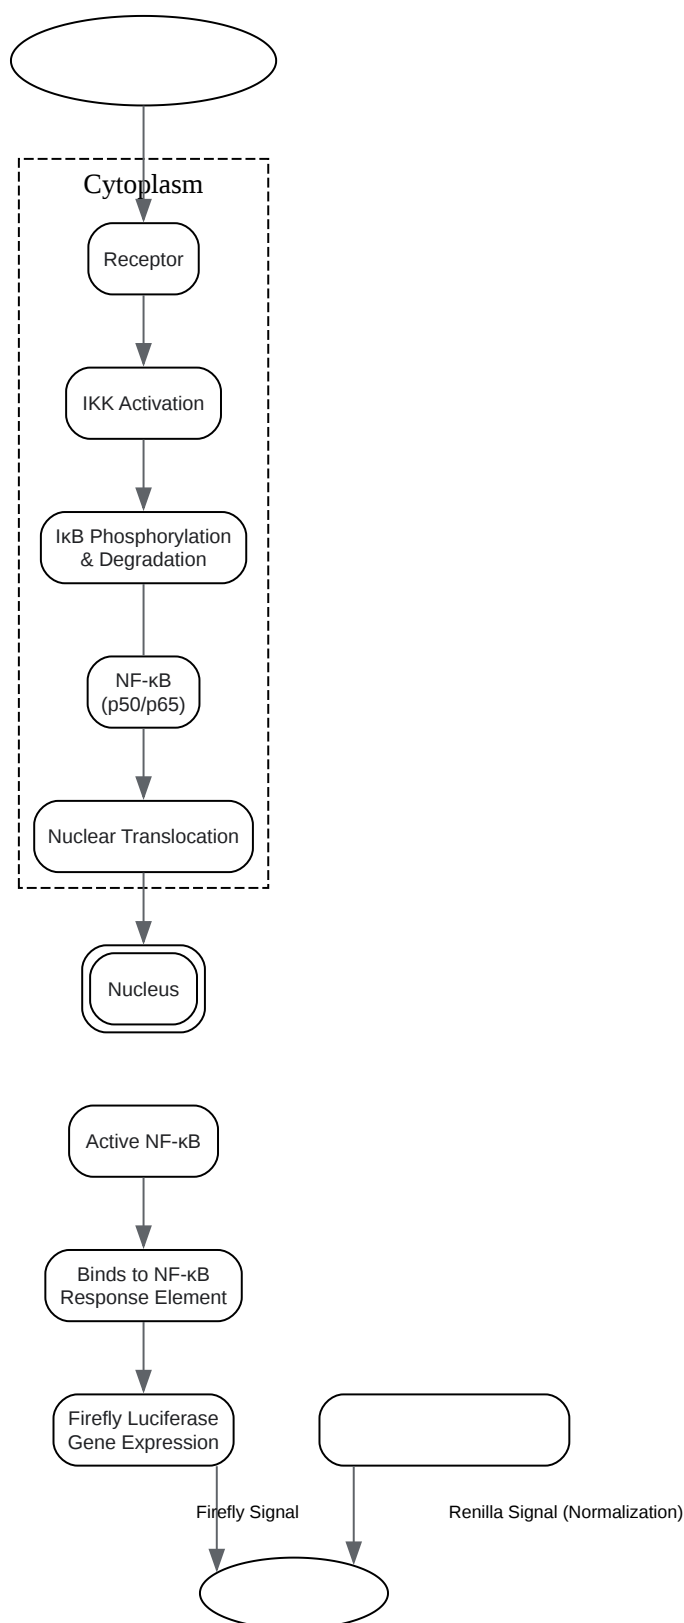 Cytoplasm
Receptor
IKK Activation
IκB Phosphorylation
& Degradation
NF-κB
(p50/p65)
Nuclear Translocation
Nucleus
Active NF-κB
Binds to NF-κB
Response Element
Firefly Luciferase
Gene Expression
Firefly Signal
Renilla Signal (Normalization)